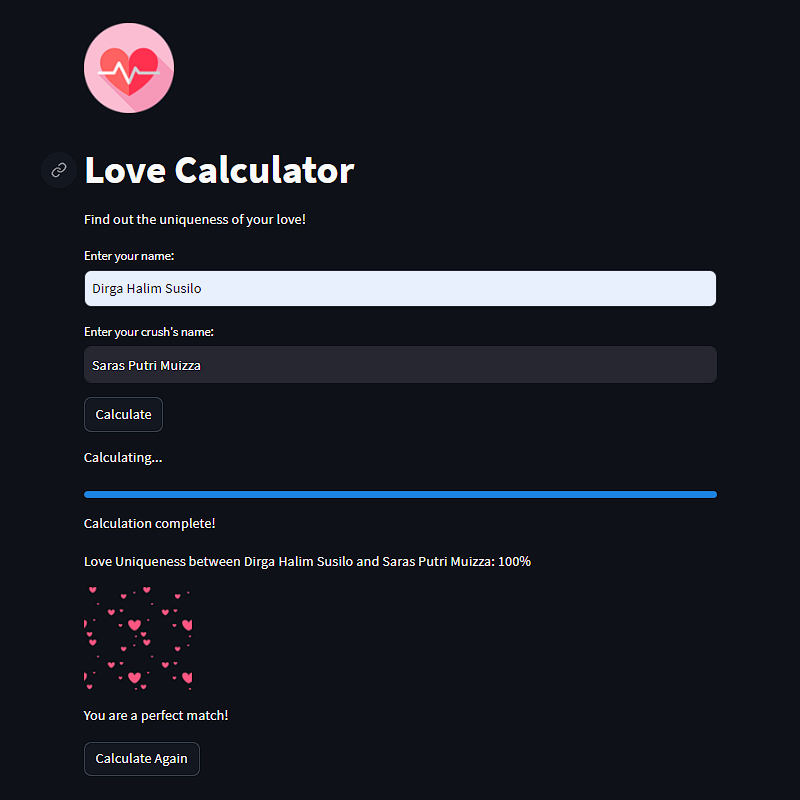 Love Calculator
Find out the uniqueness of your love!
Enter your name:
Dirga Halim Susilo
Enter your crush's name:
Saras Putri Muizza
Calculate
Calculating...
Calculation complete!
Love Uniqueness between Dirga Halim Susilo and Saras Putri Muizza: 100%
You are a perfect match!
Calculate Again